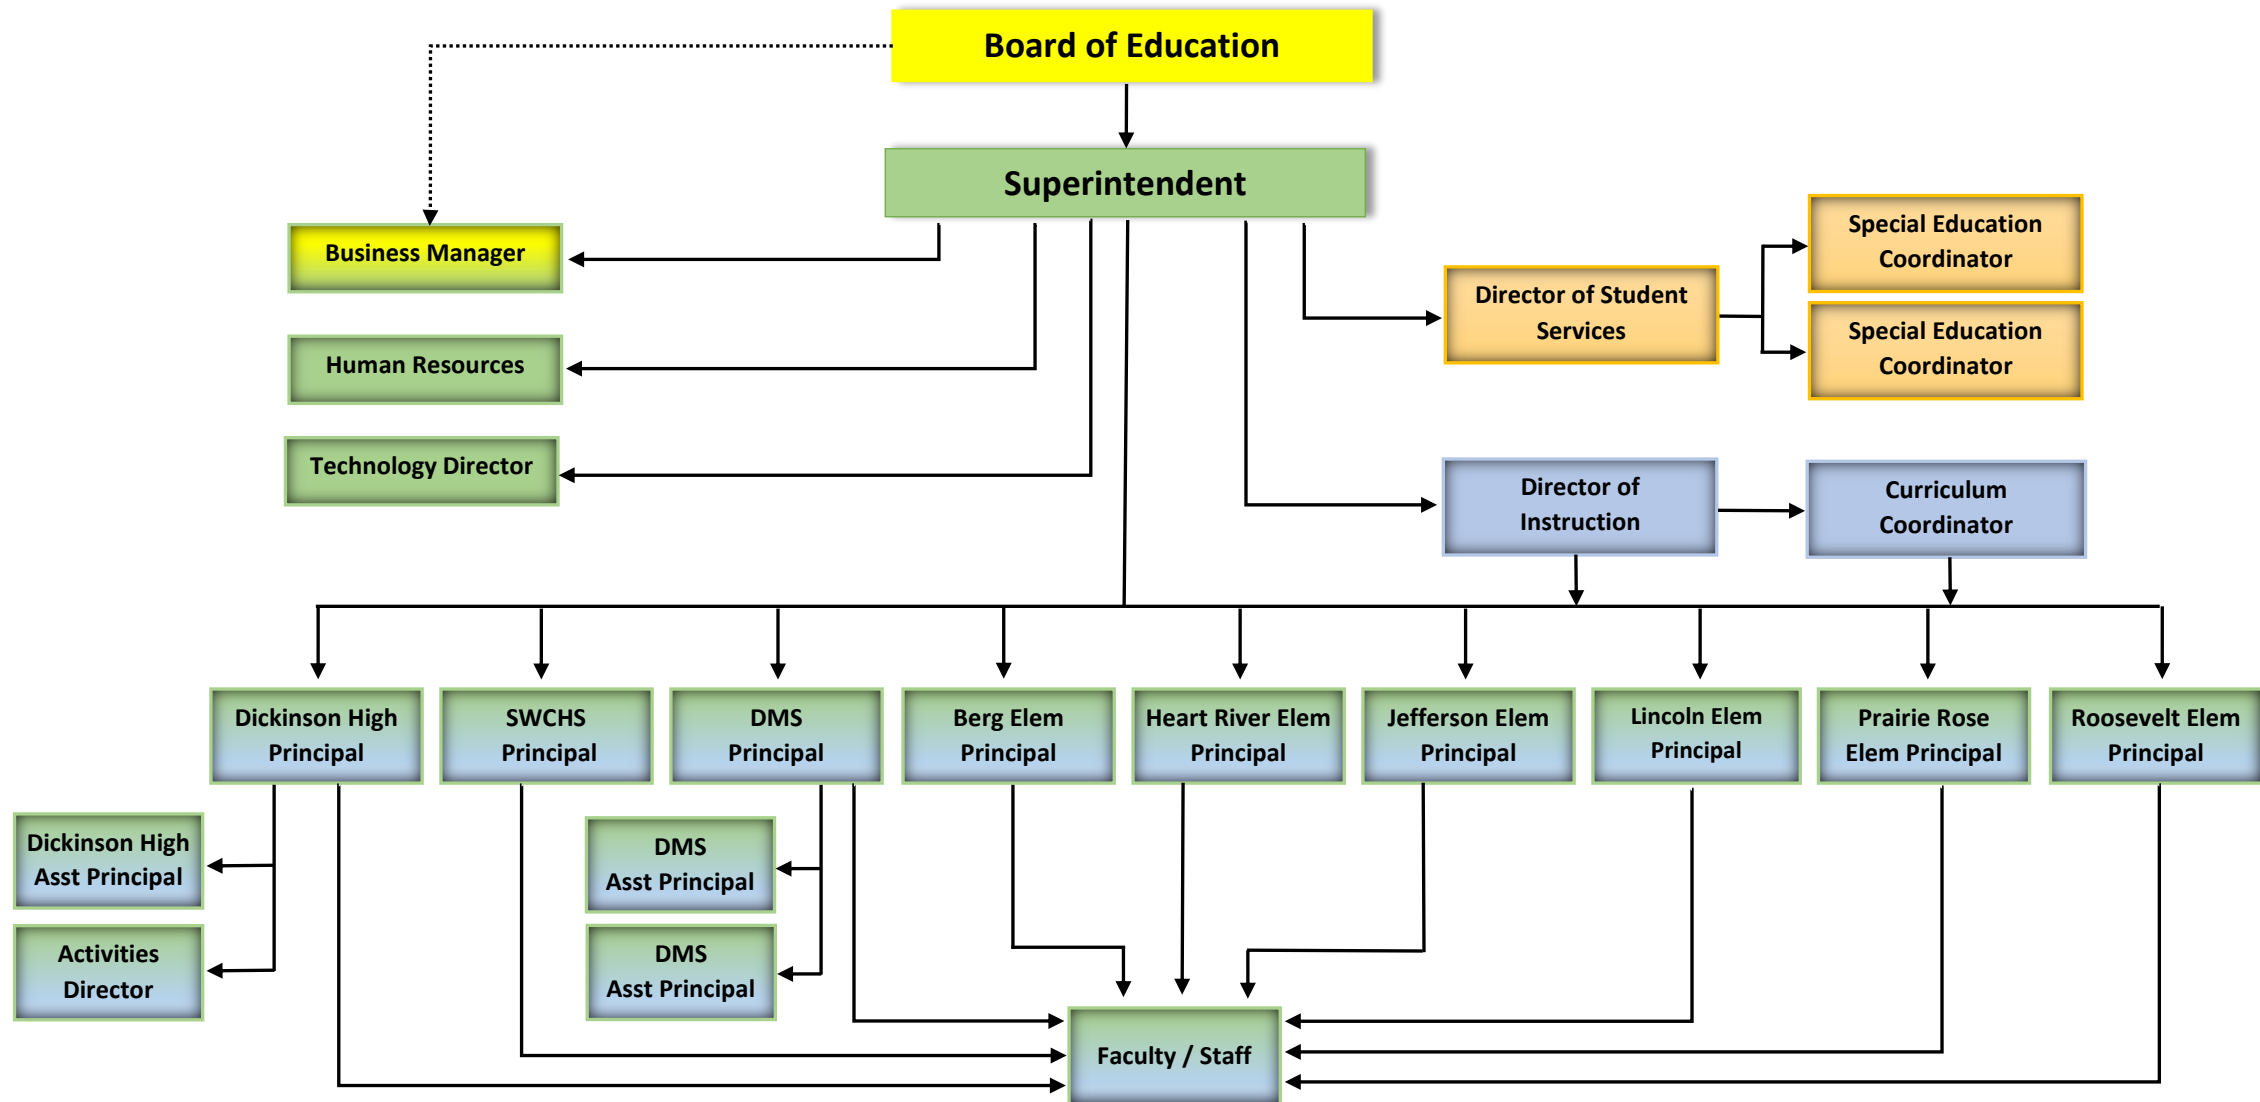 Board of Education
Superintendent
Business Manager
Human Resources
Technology Director
Director of Student
Services
Special Education
Coordinator
Special Education
Coordinator
Director of
Instruction
Curriculum
Coordinator
Dickinson High
Principal
SWCHS
Principal
DMS
Principal
Berg Elem
Principal
Heart River Elem
Principal
Jefferson Elem
Principal
Lincoln Elem
Principal
Prairie Rose
Elem Principal
Roosevelt Elem
Principal
Dickinson High
Asst Principal
Activities
Director
DMS
Asst Principal
DMS
Asst Principal
Faculty / Staff